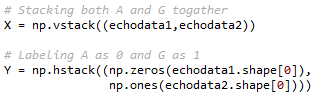 # Stacking both A and G togather
X = np.vstack((echodata1,echodata2))
# Labeling A as 0 and G as 1
Y = np.hstack((np.zeros(echodata1.shape[0]),
np.ones(echodata2.shape[0])))